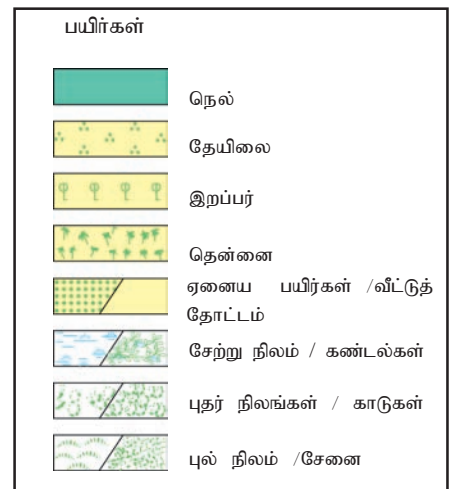 பயிர்கள்
நெல்
தேயிலை
இறப்பர்
தென்னை
ஏனைய பயிர்கள் /வீட்டுத்
தோட்டம்
சேற்று நிலம் / கண்டல்கள்
புதர் நிலங்கள் / காடுகள்
புல் நிலம் /சேனை